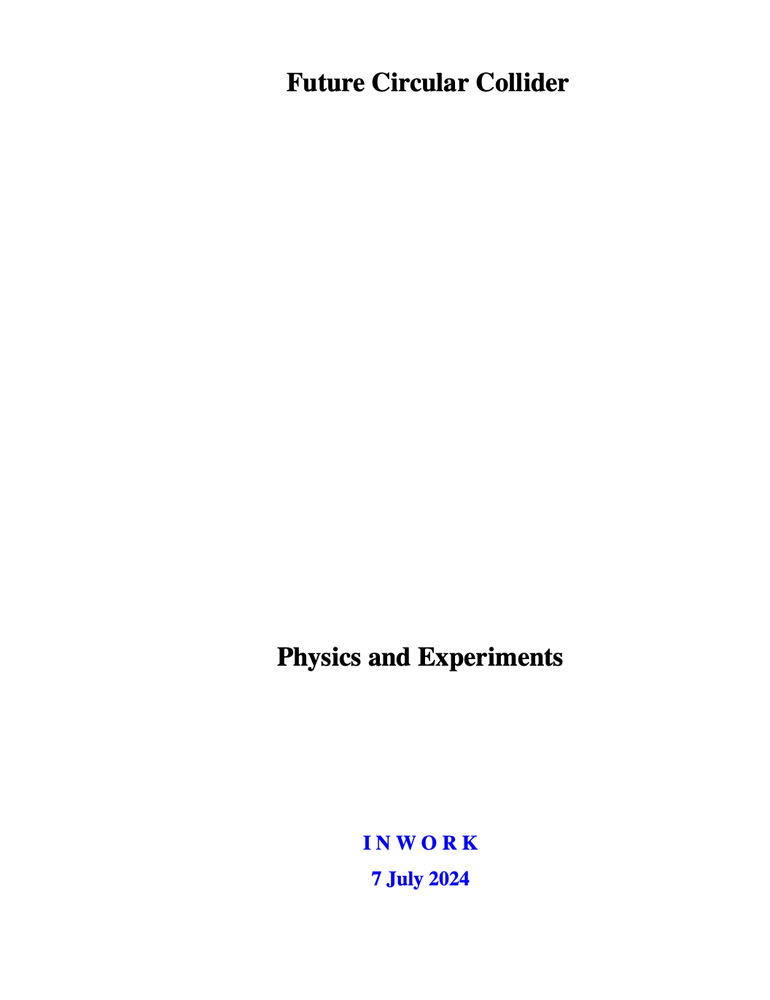 Future Circular Collider
Physics and Experiments
I N W O R K
7 July 2024